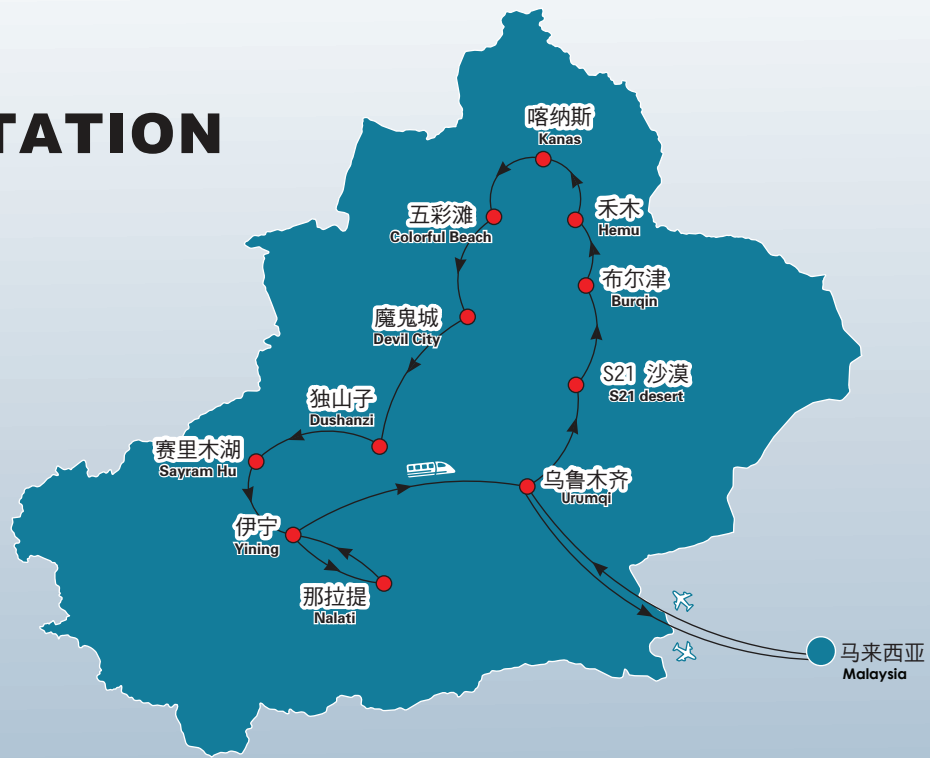 TATION
喀纳斯
Kanas
五彩滩
Colorful Beach
禾木
Hemu
布尔津
Burqin
魔鬼城
Devil City
S21 沙漠
S21 desert
独山子
Dushanzi
赛里木湖
Sayram Hu
乌鲁木齐
Urumqi
伊宁
Yining
那拉提
Nalati
马来西亚
Malaysia